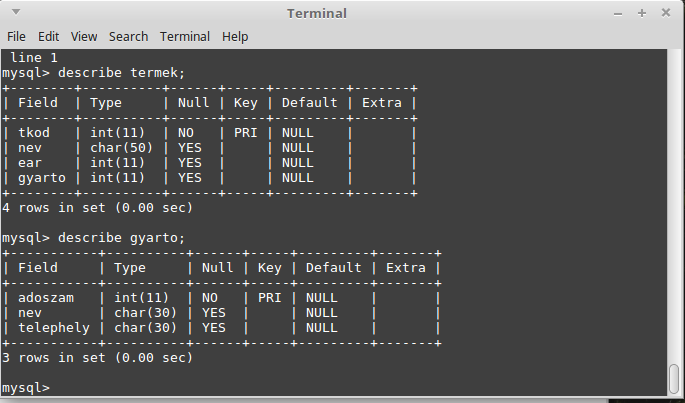 Terminal
File Edit View Search Terminal Help
 line 1
mysql> describe termek;
+--------+----------+------+-----+---------+-------+
| Field  | Type     | Null | Key | Default | Extra |
+--------+----------+------+-----+---------+-------+
| tkod   | int(11)  | NO   | PRI | NULL    |       |
| nev    | char(50) | YES  |     | NULL    |       |
| ear    | int(11)  | YES  |     | NULL    |       |
| gyarto | int(11)  | YES  |     | NULL    |       |
+--------+----------+------+-----+---------+-------+
4 rows in set (0.00 sec)
mysql> describe gyarto;
+-----------+----------+------+-----+---------+-------+
| Field     | Type     | Null | Key | Default | Extra |
+-----------+----------+------+-----+---------+-------+
| adoszam   | int(11)  | NO   | PRI | NULL    |       |
| nev       | char(30) | YES  |     | NULL    |       |
| telephely | char(30) | YES  |     | NULL    |       |
+-----------+----------+------+-----+---------+-------+
3 rows in set (0.00 sec)
mysql>